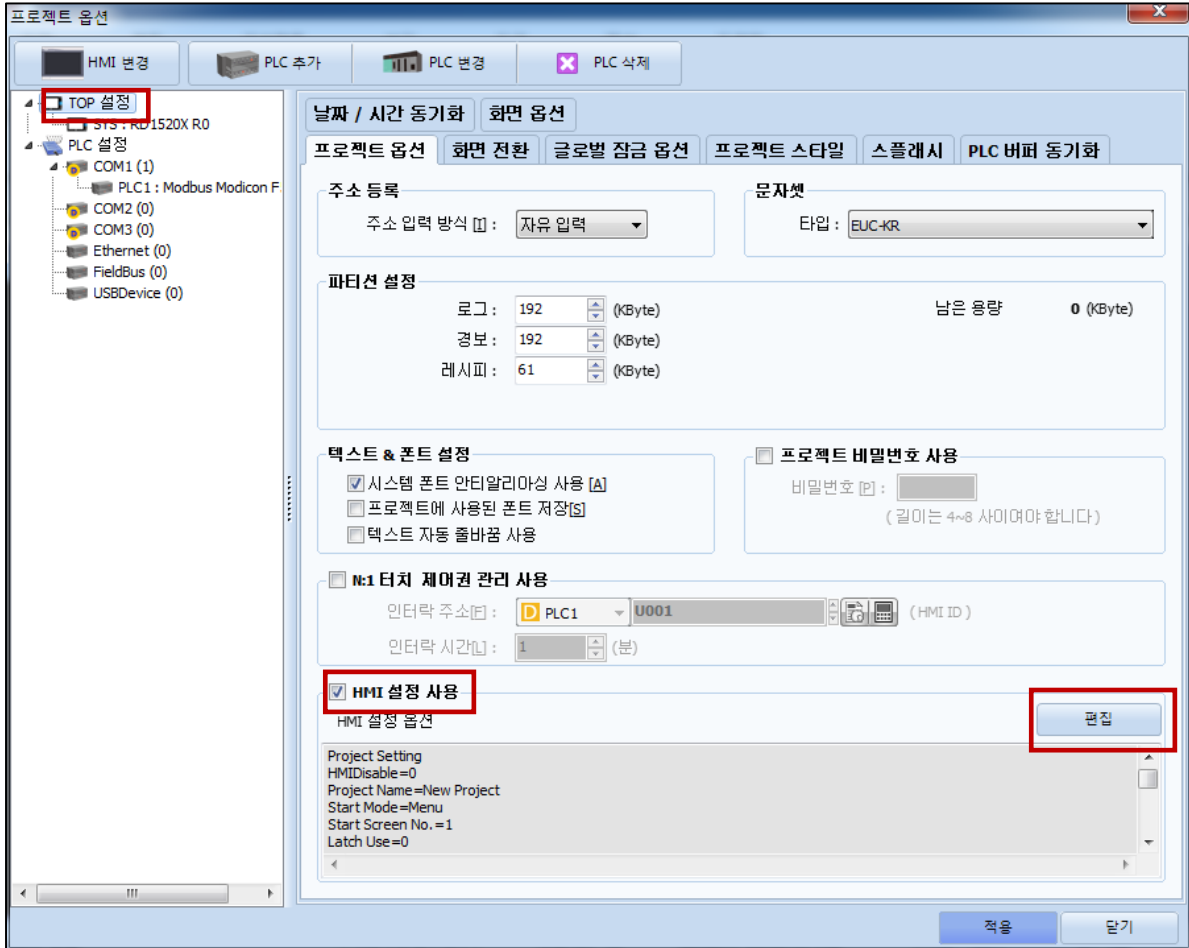 프로젝트 옵션
HMI 변경 PLC 추가 PLC 변경 PLC 삭제
TOP 설정
SYS : RD1520X R0
PLC 설정
COM1 (1)
PLC1 : Modbus Modicon F
COM2 (0)
COM3 (0)
Ethernet (0)
FieldBus (0)
USBDevice (0)
날짜 / 시간 동기화 화면 옵션
프로젝트 옵션 화면 전환 글로벌 잠금 옵션 프로젝트 스타일 스플래시 PLC 버퍼 동기화
주소 등록
주소 입력 방식 [I] : 자유 입력
문자셋
타입 : EUC-KR
파티션 설정
로그 : 192 (KByte) 남은 용량 0 (KByte)
경보 : 192 (KByte)
레시피 : 61 (KByte)
텍스트 & 폰트 설정
시스템 폰트 안티알리아싱 사용 [A]
프로젝트에 사용된 폰트 저장[S]
텍스트 자동 줄바꿈 사용
프로젝트 비밀번호 사용
비밀번호 [P] :
( 길이는 4~8 사이여야 합니다 )
N:1 터치 제어권 관리 사용
인터락 주소[F] : D PLC1 U001 ( HMI ID )
인터락 시간[L] : 1 (분)
HMI 설정 사용
HMI 설정 옵션 편집
Project Setting
HMIDisable=0
Project Name=New Project
Start Mode=Menu
Start Screen No.=1
Latch Use=0
적용 닫기